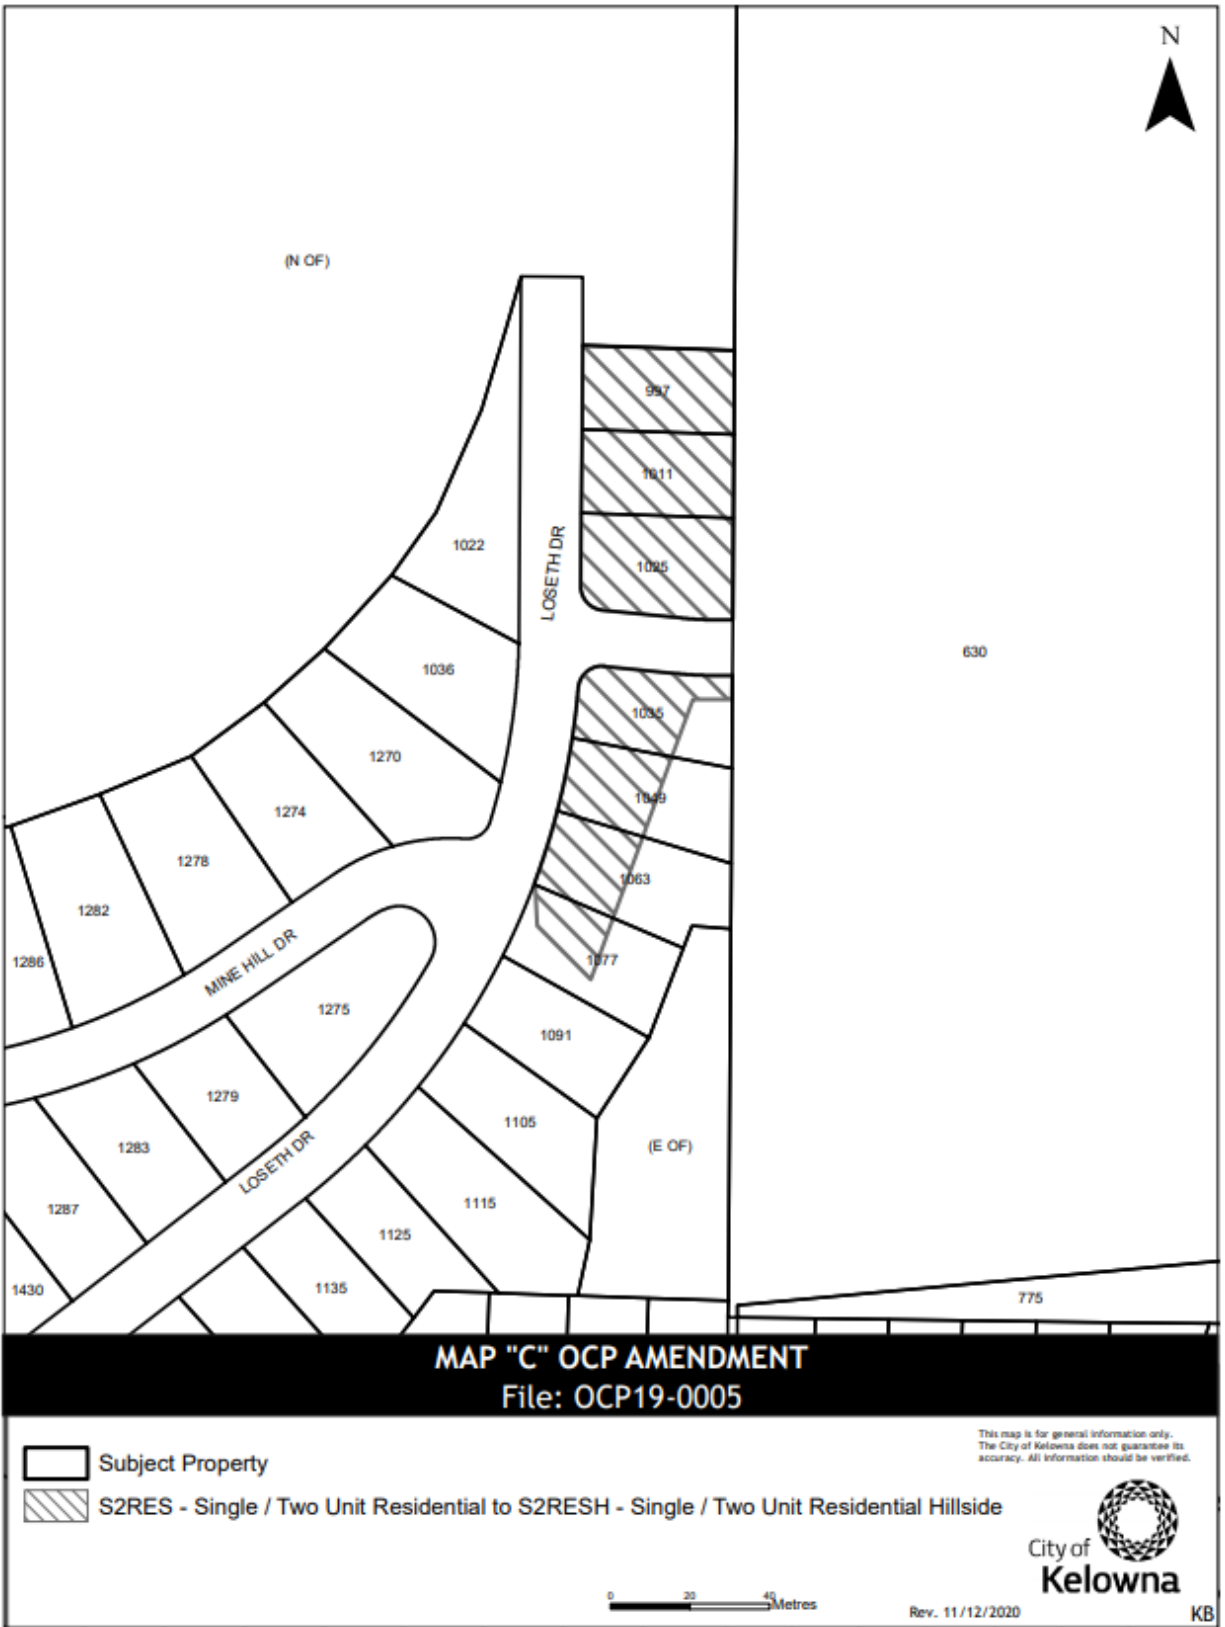 N
(N OF)
997
1011
1022
LOSETH DR
1025
630
1036
1035
1270
1049
1274
1278
1063
1282
1286
MINE HILL DR
1077
1275
1091
1279
1105
1283
LOSETH DR
(E OF)
1287
1115
1125
1430
1135
775
MAP "C" OCP AMENDMENT
File: OCP19-0005
This map is for general information only.
The City of Kelowna does not guarantee its
accuracy. All information should be verified.
Subject Property
S2RES - Single / Two Unit Residential to S2RESH - Single / Two Unit Residential Hillside
City of
Kelowna
0 20 40 Metres
Rev. 11/12/2020
KB